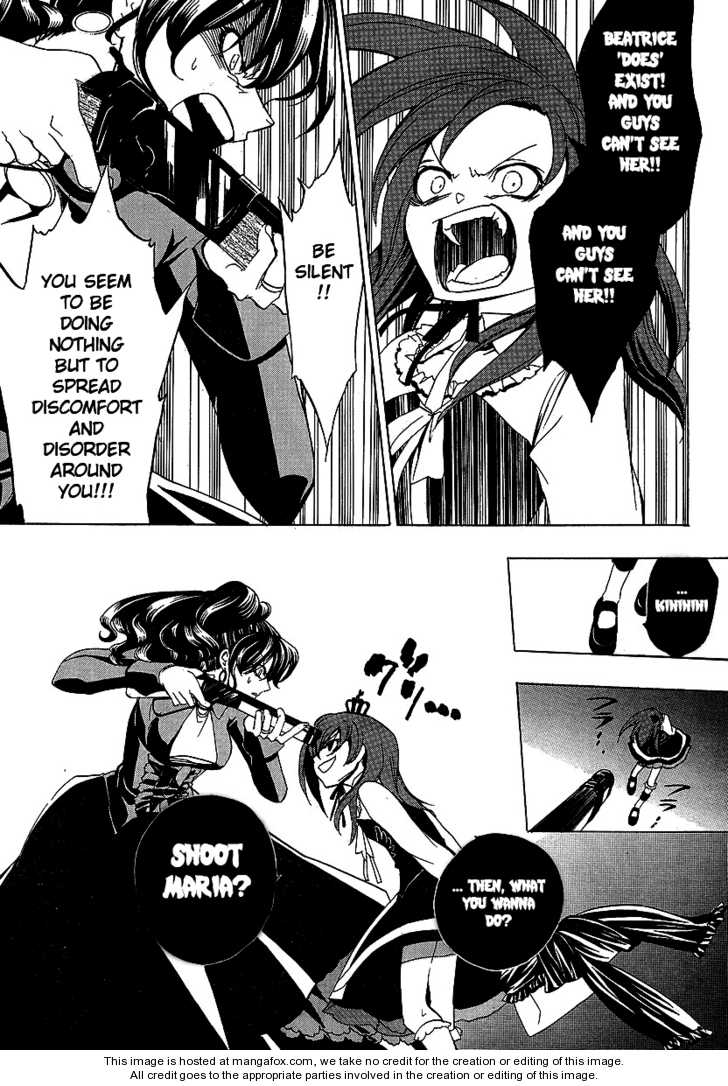 BEATRICE
'DOES'
EXIST!
AND YOU
GUYS
CAN'T SEE
HER!!
AND YOU
GUYS
CAN'T SEE
HER!!
BE
SILENT
!!
YOU SEEM
TO BE
DOING
NOTHING
BUT TO
SPREAD
DISCOMFORT
AND
DISORDER
AROUND
YOU!!!
...
KIHIHIHI
... THEN, WHAT
YOU WANNA
DO?
SHOOT
MARIA?
This image is hosted at mangafox.com, we take no credit for the creation or editing of this image.
All credit goes to the appropriate parties involved in the creation or editing of this image.